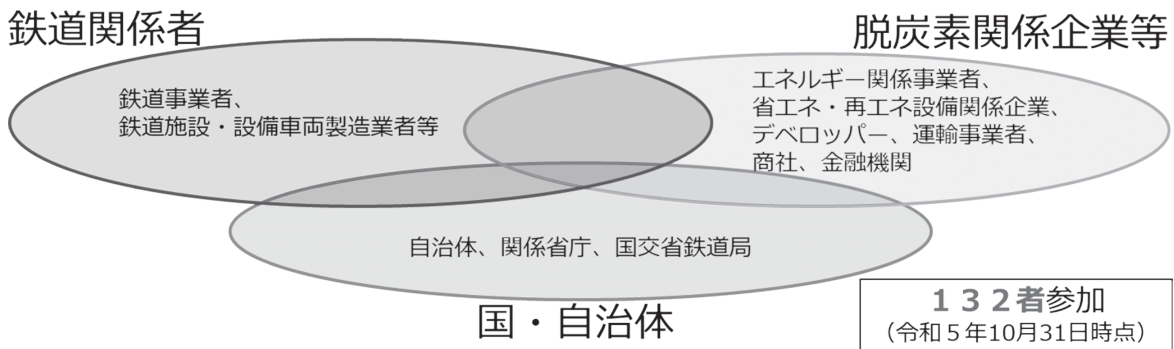 鉄道関係者
脱炭素関係企業等
鉄道事業者、
鉄道施設・設備車両製造業者等
エネルギー関係事業者、
省エネ・再エネ設備関係企業、
デベロッパー、運輸事業者、
商社、金融機関
自治体、関係省庁、国交省鉄道局
国・自治体
１３２者参加
（令和５年10月31日時点）